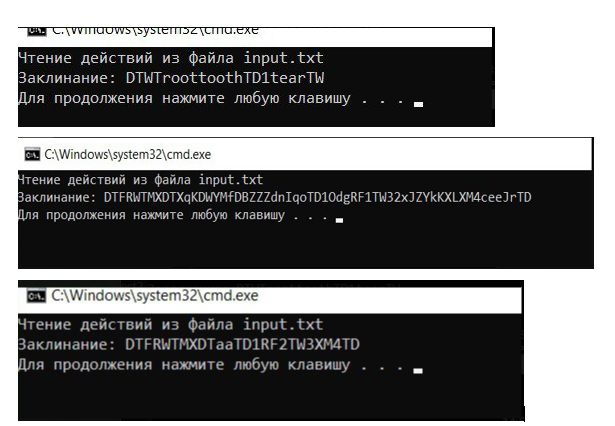 C:\Windows\system32\cmd.exe
Чтение действий из файла input.txt
Заклинание: DTWTroottoothTD1tearTW
Для продолжения нажмите любую клавишу . . .
C:\Windows\system32\cmd.exe
Чтение действий из файла input.txt
Заклинание: DTFRWTMXDTXqKDWYMfDBZZZdnIqoTD1OdgRF1TW32xJZYkKXLXM4ceeJrTD
Для продолжения нажмите любую клавишу . . .
C:\Windows\system32\cmd.exe
Чтение действий из файла input.txt
Заклинание: DTFRWTMXDTaaTD1RF2TW3XM4TD
Для продолжения нажмите любую клавишу . . .